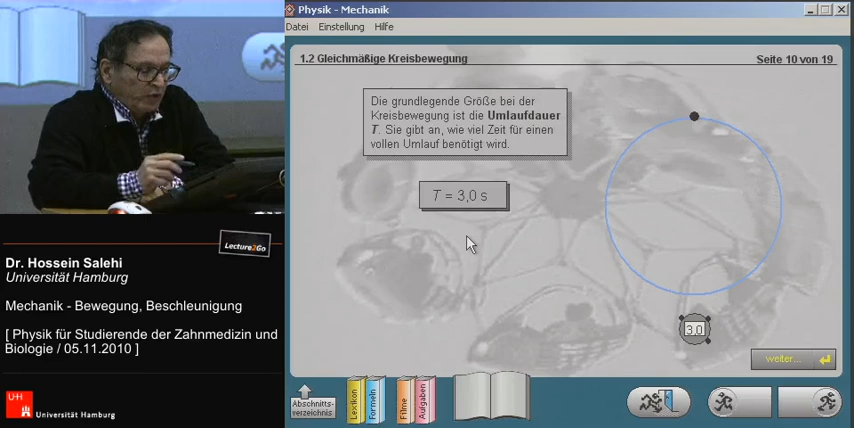 Physik - Mechanik
Datei Einstellung Hilfe
1.2 Gleichmäßige Kreisbewegung
Seite 10 von 19
Die grundlegende Größe bei der
Kreisbewegung ist die Umlaufdauer
T. Sie gibt an, wie viel Zeit für einen
vollen Umlauf benötigt wird.
T = 3,0 s
3,0
weiter...
Abschnitts-
verzeichnis
Lexikon
Formeln
Filme
Aufgaben
Lecture2Go
Dr. Hossein Salehi
Universität Hamburg
Mechanik - Bewegung, Beschleunigung
[ Physik für Studierende der Zahnmedizin und
Biologie / 05.11.2010 ]
UH
Universität Hamburg